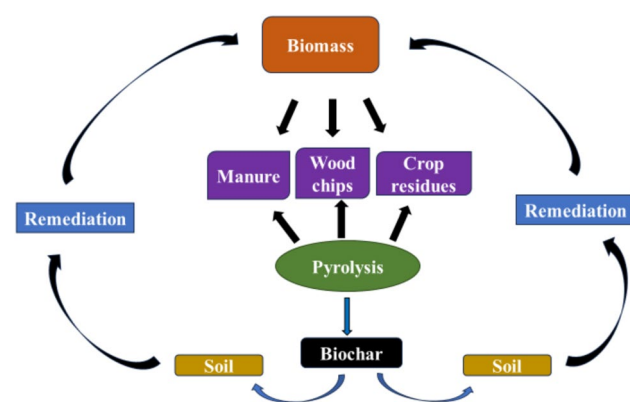 Biomass
Manure
Wood
chips
Crop
residues
Remediation
Remediation
Pyrolysis
Biochar
Soil
Soil